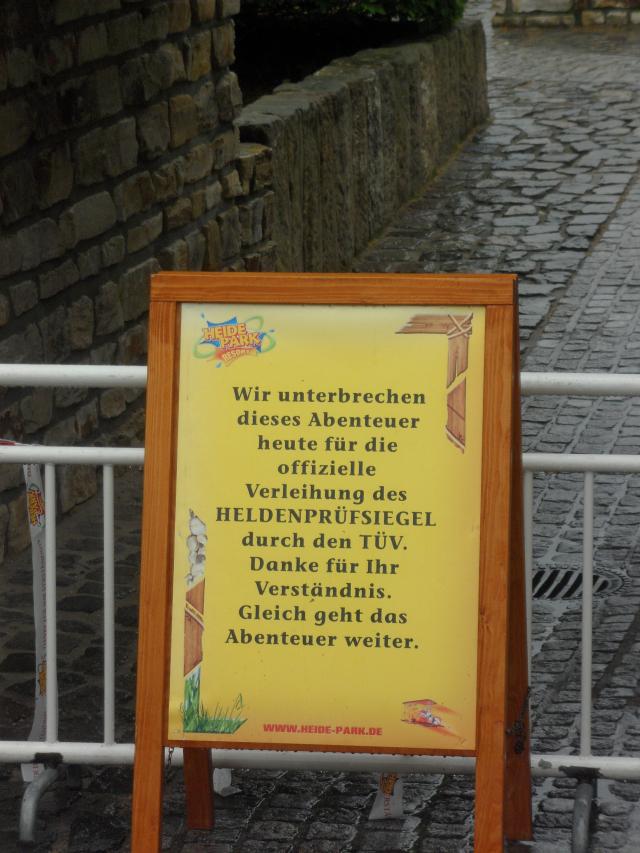 HEIDE
PARK
RESORT
Wir unterbrechen
dieses Abenteuer
heute für die
offizielle
Verleihung des
HELDENPRÜFSIEGEL
durch den TÜV.
Danke für Ihr
Verständnis.
Gleich geht das
Abenteuer weiter.
WWW.HEIDE-PARK.DE